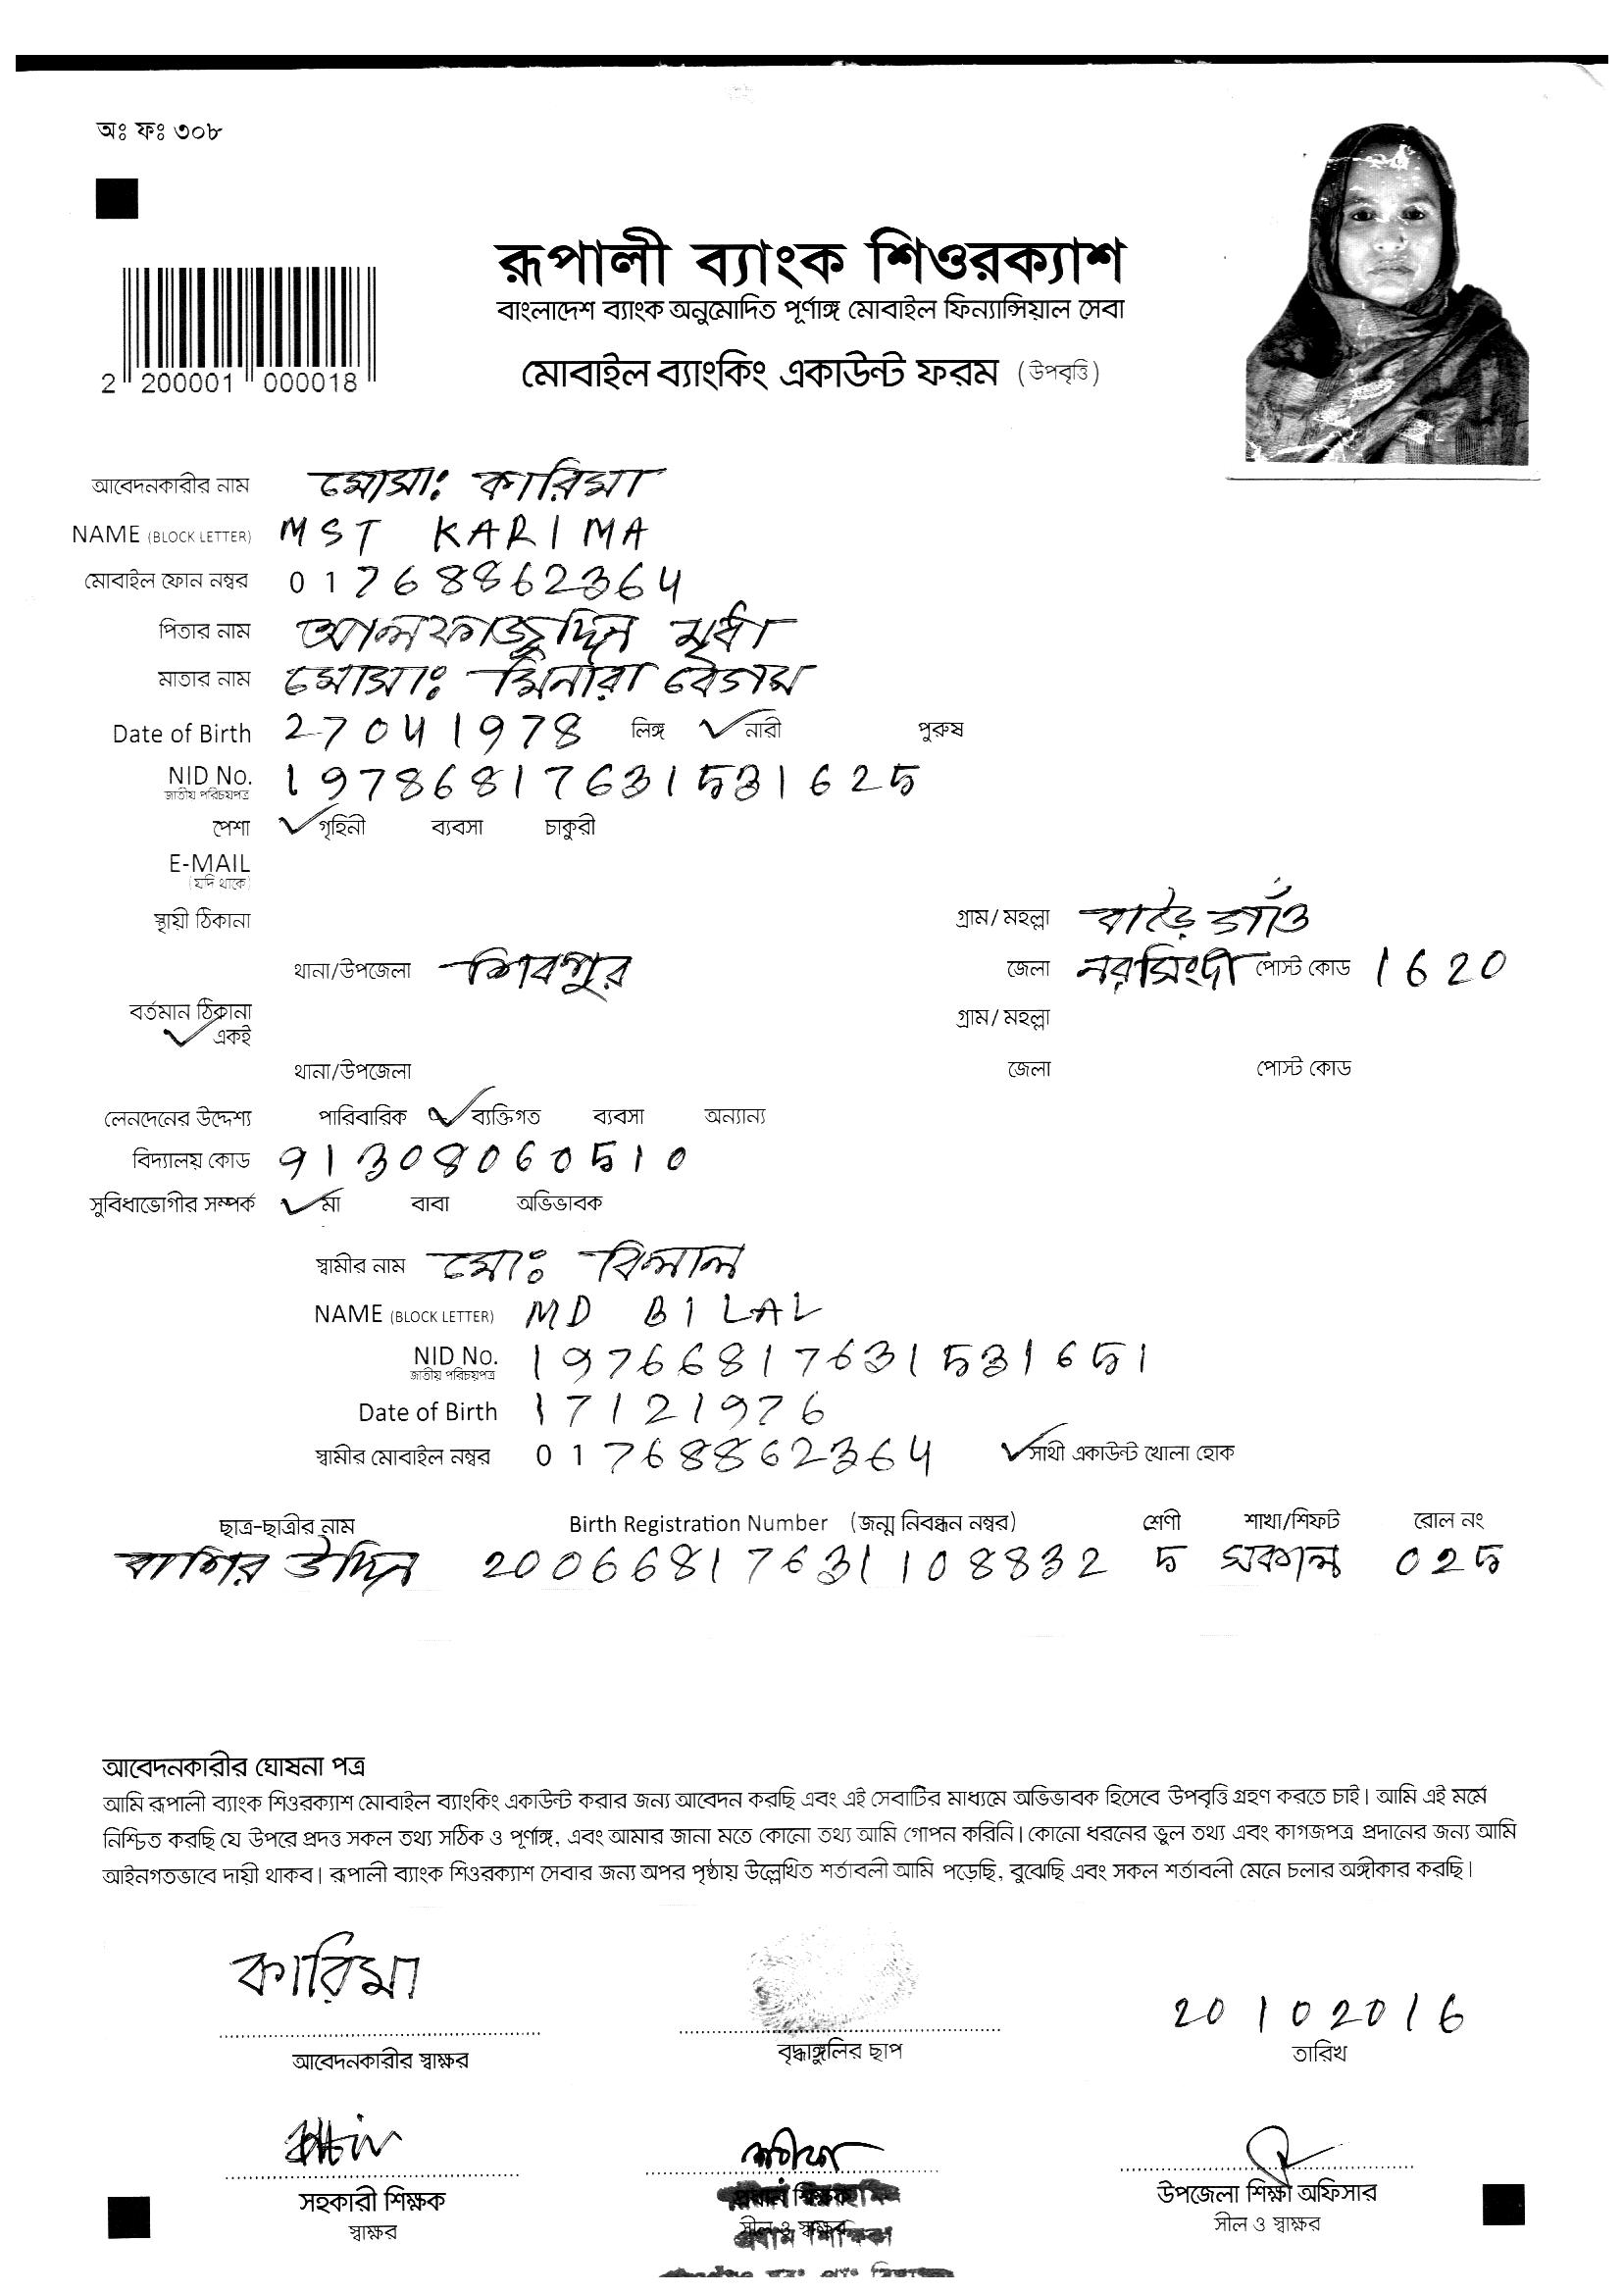 অঃ ফঃ ৩০৮
রূপালী ব্যাংক শিওরক্যাশ
বাংলাদেশ ব্যাংক অনুমোদিত পূর্ণাঙ্গ মোবাইল ফিন্যান্সিয়াল সেবা
2 200001 000018
মোবাইল ব্যাংকিং একাউন্ট ফরম (উপবৃত্তি)
আবেদনকারীর নাম মোসাঃ কারিমা
NAME (BLOCK LETTER) MST KARIMA
মোবাইল ফোন নম্বর 01768862364
পিতার নাম আলফাজুদ্দিন মৃধা
মাতার নাম মোসাঃ মিনারা বেগম
Date of Birth 27041978 লিঙ্গ নারী পুরুষ
NID No. 19786817631531625
জাতীয় পরিচয়পত্র
পেশা গৃহিনী ব্যবসা চাকুরী
E-MAIL
(যদি থাকে)
স্থায়ী ঠিকানা গ্রাম/ মহল্লা বাড়ৈগাঁও
থানা/উপজেলা শিবপুর জেলা নরসিংদী পোস্ট কোড 1620
বর্তমান ঠিকানা গ্রাম/ মহল্লা
একই
থানা/উপজেলা জেলা পোস্ট কোড
লেনদেনের উদ্দেশ্য পারিবারিক ব্যক্তিগত ব্যবসা অন্যান্য
বিদ্যালয় কোড 91308060510
সুবিধাভোগীর সম্পর্ক মা বাবা অভিভাবক
স্বামীর নাম মোঃ বিলাল
NAME (BLOCK LETTER) MD BILAL
NID No. 19766817631531651
জাতীয় পরিচয়পত্র
Date of Birth 17121976
স্বামীর মোবাইল নম্বর 01768862364 সাথী একাউন্ট খোলা হোক
ছাত্র-ছাত্রীর নাম Birth Registration Number (জন্ম নিবন্ধন নম্বর) শ্রেণী শাখা/শিফট রোল নং
বাশির উদ্দিন 20066817631108832 5 সকাল 025
আবেদনকারীর ঘোষনা পত্র
আমি রূপালী ব্যাংক শিওরক্যাশ মোবাইল ব্যাংকিং একাউন্ট করার জন্য আবেদন করছি এবং এই সেবাটির মাধ্যমে অভিভাবক হিসেবে উপবৃত্তি গ্রহণ করতে চাই। আমি এই মর্মে
নিশ্চিত করছি যে উপরে প্রদত্ত সকল তথ্য সঠিক ও পূর্ণাঙ্গ, এবং আমার জানা মতে কোনো তথ্য আমি গোপন করিনি। কোনো ধরনের ভুল তথ্য এবং কাগজপত্র প্রদানের জন্য আমি
আইনগতভাবে দায়ী থাকব। রূপালী ব্যাংক শিওরক্যাশ সেবার জন্য অপর পৃষ্ঠায় উল্লেখিত শর্তাবলী আমি পড়েছি, বুঝেছি এবং সকল শর্তাবলী মেনে চলার অঙ্গীকার করছি।
কারিমা 20102016
আবেদনকারীর স্বাক্ষর বৃদ্ধাঙ্গুলির ছাপ তারিখ
সহকারী শিক্ষক প্রধান শিক্ষক উপজেলা শিক্ষা অফিসার
স্বাক্ষর সীল ও স্বাক্ষর সীল ও স্বাক্ষর
প্রধান শিক্ষক